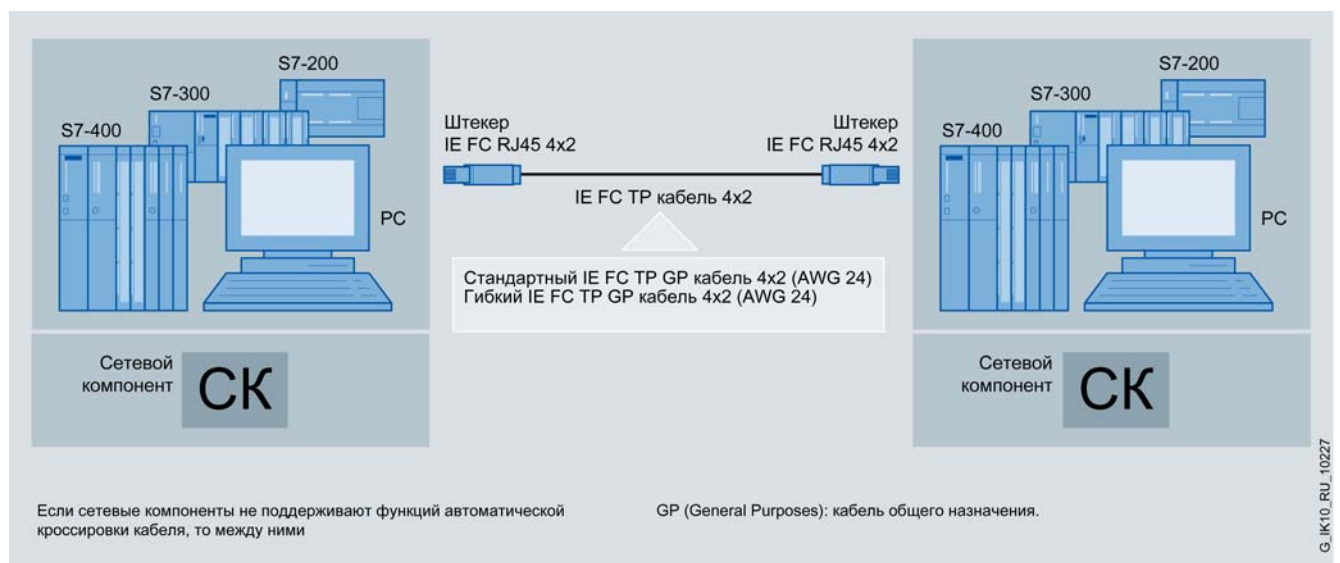 S7-200
S7-300
S7-400
PC
Штекер
IE FC RJ45 4x2
Штекер
IE FC RJ45 4x2
IE FC TP кабель 4x2
Стандартный IE FC TP GP кабель 4x2 (AWG 24)
Гибкий IE FC TP GP кабель 4x2 (AWG 24)
S7-200
S7-300
S7-400
PC
Сетевой
компонент
СК
Сетевой
компонент
СК
Если сетевые компоненты не поддерживают функций автоматической
кроссировки кабеля, то между ними
GP (General Purposes): кабель общего назначения.
G_IK10_RU_10227